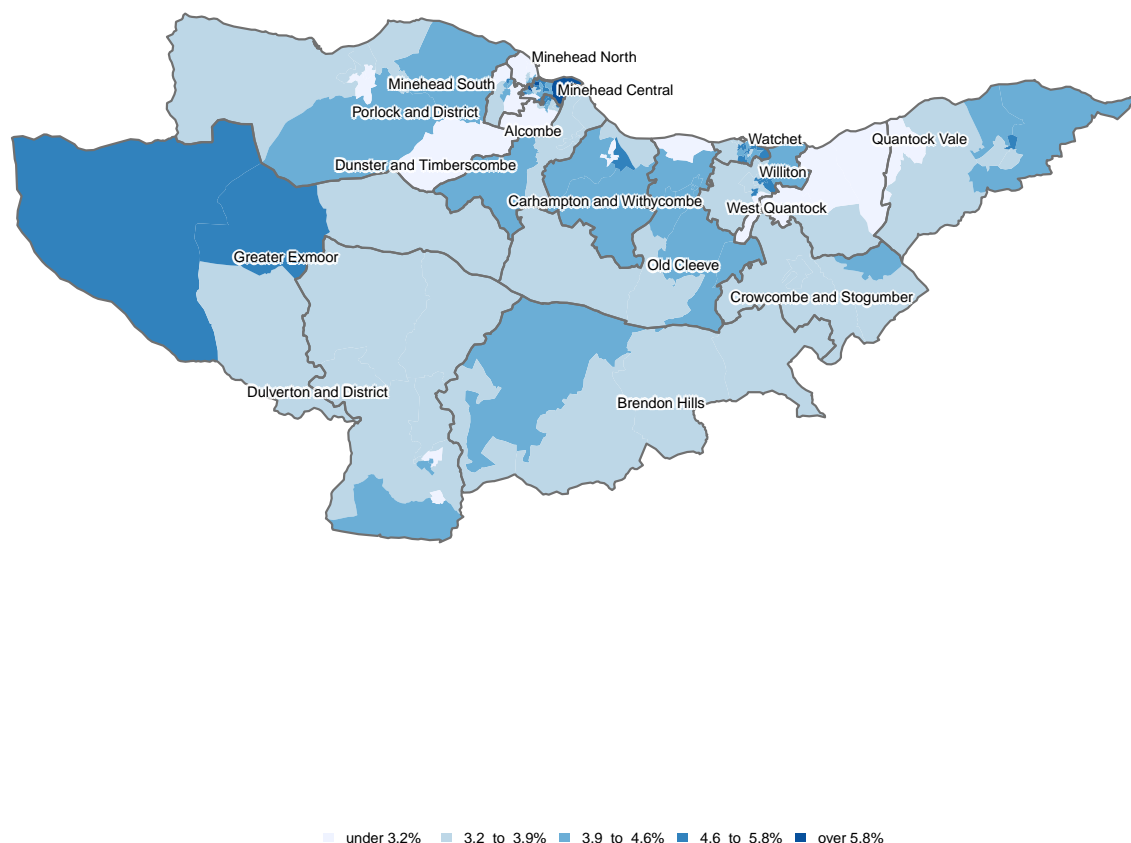 Minehead North
Minehead South
Minehead Central
Porlock and District
Alcombe
Watchet
Quantock Vale
Dunster and Timberscombe
Williton
Carhampton and Withycombe
West Quantock
Greater Exmoor
Old Cleeve
Crowcombe and Stogumber
Dulverton and District
Brendon Hills
under 3.2% 3.2 to 3.9% 3.9 to 4.6% 4.6 to 5.8% over 5.8%